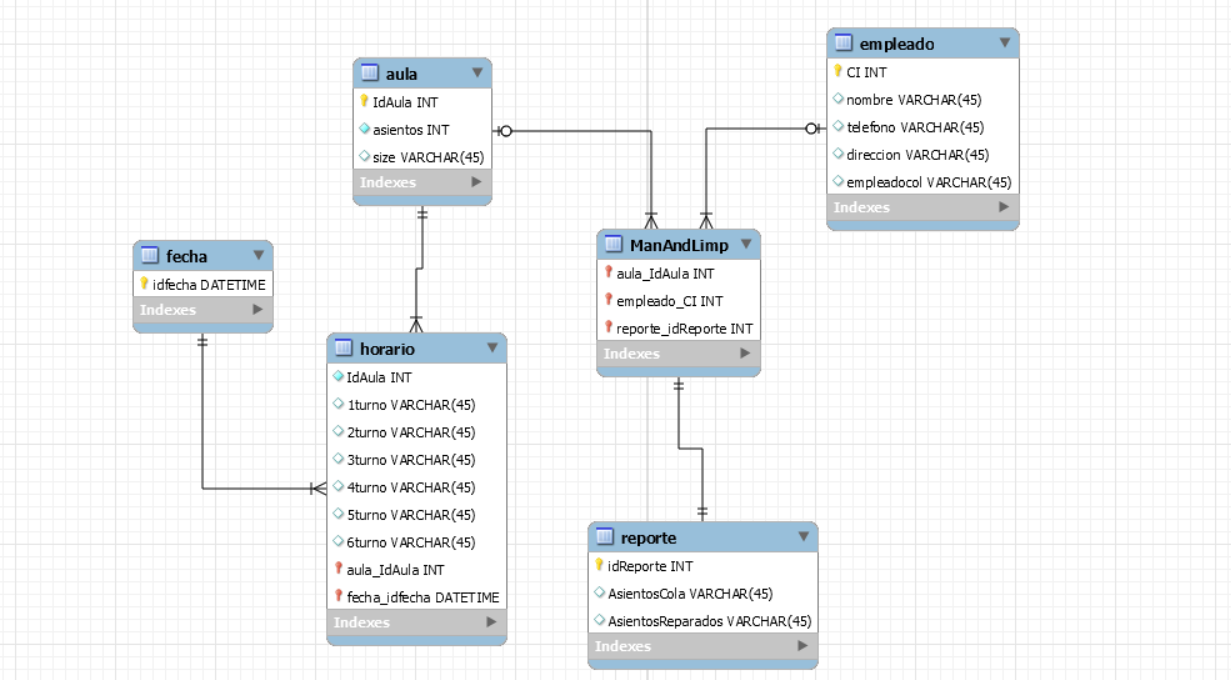 aula
IdAula INT
asientos INT
size VARCHAR(45)
Indexes
empleado
CI INT
nombre VARCHAR(45)
telefono VARCHAR(45)
direccion VARCHAR(45)
empleadocol VARCHAR(45)
Indexes
fecha
idfecha DATETIME
Indexes
ManAndLimp
aula_IdAula INT
empleado_CI INT
reporte_idReporte INT
Indexes
horario
IdAula INT
1turno VARCHAR(45)
2turno VARCHAR(45)
3turno VARCHAR(45)
4turno VARCHAR(45)
5turno VARCHAR(45)
6turno VARCHAR(45)
aula_IdAula INT
fecha_idfecha DATETIME
Indexes
reporte
idReporte INT
AsientosCola VARCHAR(45)
AsientosReparados VARCHAR(45)
Indexes